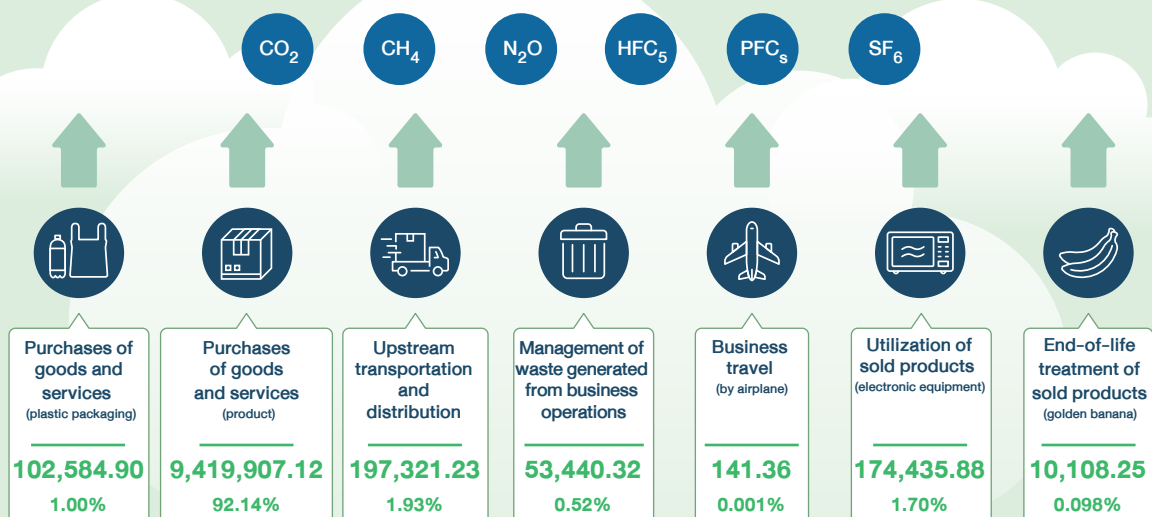 CO₂
CH₄
N₂O
HFC₅
PFCₛ
SF₆
Purchases of
goods and
services
(plastic packaging)
102,584.90
1.00%
Purchases
of goods
and services
(product)
9,419,907.12
92.14%
Upstream
transportation
and
distribution
197,321.23
1.93%
Management of
waste generated
from business
operations
53,440.32
0.52%
Business
travel
(by airplane)
141.36
0.001%
Utilization of
sold products
(electronic equipment)
174,435.88
1.70%
End-of-life
treatment of
sold products
(golden banana)
10,108.25
0.098%